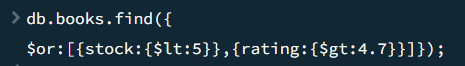 > db.books.find({
$or:[{stock:{$lt:5}},{rating:{$gt:4.7}}]});